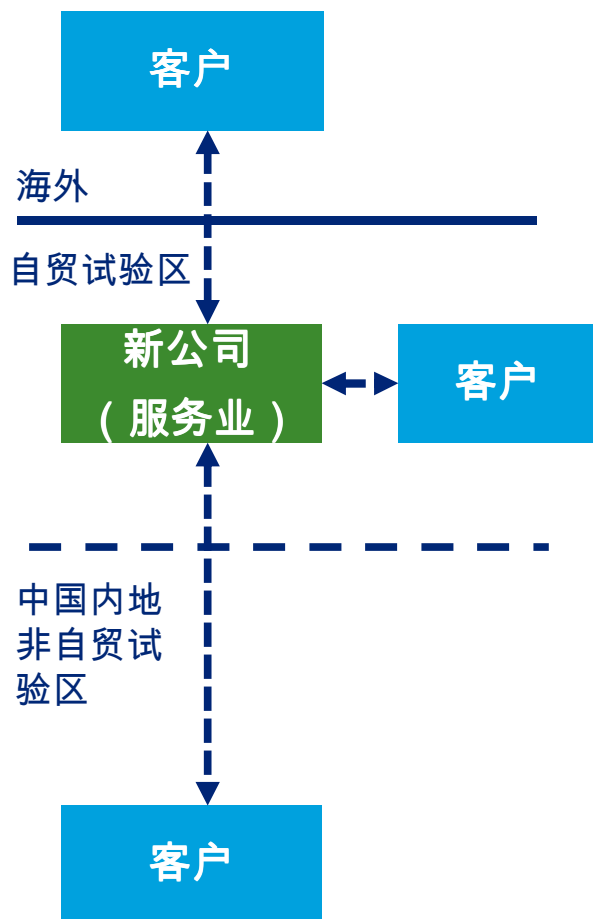 客户
海外
自贸试验区
新公司
（服务业）
客户
中国内地
非自贸试
验区
客户